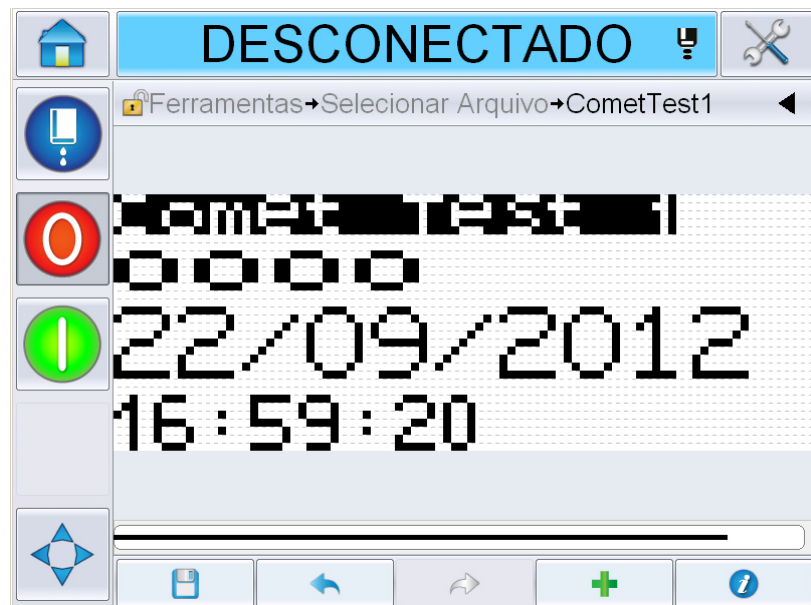 DESCONECTADO
Ferramentas→Selecionar Arquivo→CometTest1
Comet Test 1
0000
22/09/2012
16:59:20